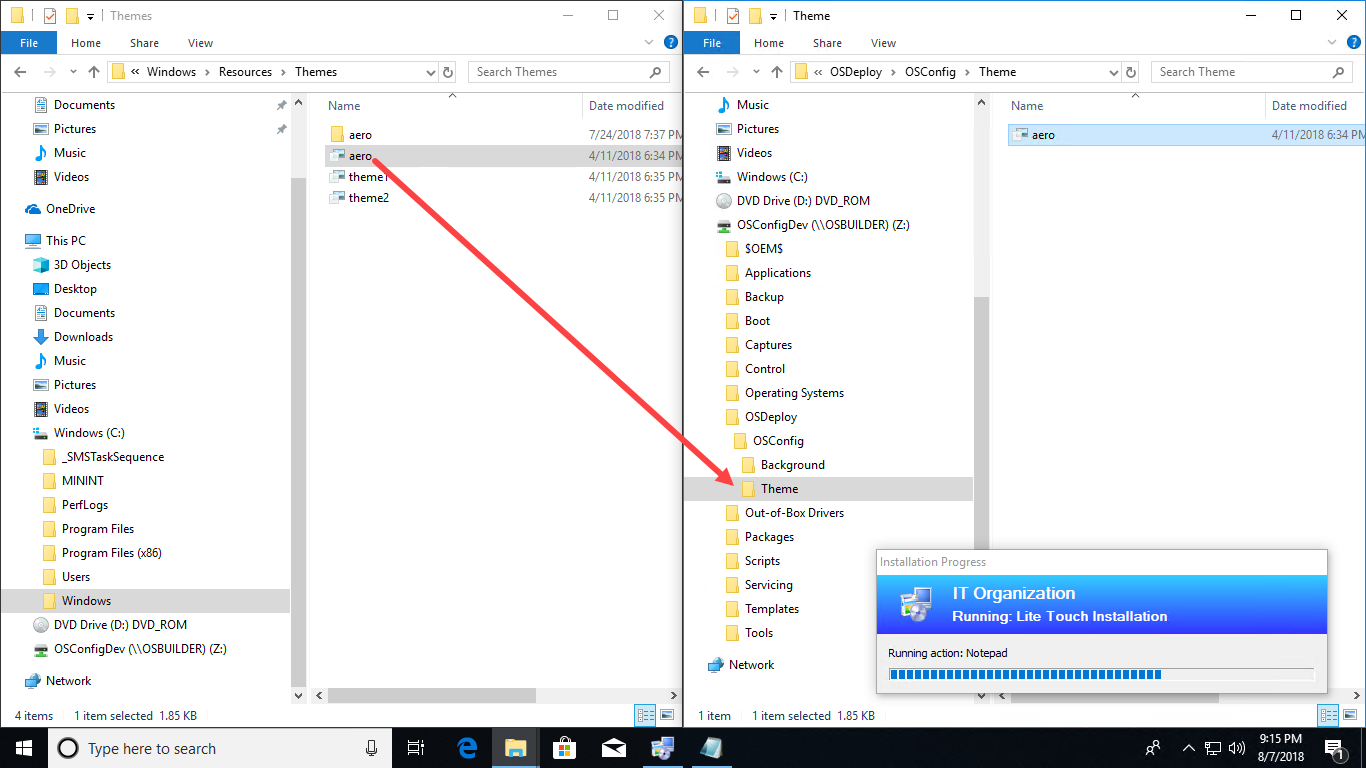 Themes
File Home Share View
« Windows > Resources > Themes
Search Themes
Name Date modified
aero 7/24/2018 7:37 PM
aero 4/11/2018 6:34 PM
theme1 4/11/2018 6:35 PM
theme2 4/11/2018 6:35 PM
Documents
Pictures
Music
Videos
OneDrive
This PC
3D Objects
Desktop
Documents
Downloads
Music
Pictures
Videos
Windows (C:)
_SMSTaskSequence
MININT
PerfLogs
Program Files
Program Files (x86)
Users
Windows
DVD Drive (D:) DVD_ROM
OSConfigDev (\\OSBUILDER) (Z:)
Network
4 items 1 item selected 1.85 KB
Theme
File Home Share View
« OSDeploy > OSConfig > Theme
Search Theme
Name Date modified
aero 4/11/2018 6:34 PM
Music
Pictures
Videos
Windows (C:)
DVD Drive (D:) DVD_ROM
OSConfigDev (\\OSBUILDER) (Z:)
$OEM$
Applications
Backup
Boot
Captures
Control
Operating Systems
OSDeploy
OSConfig
Background
Theme
Out-of-Box Drivers
Packages
Scripts
Servicing
Templates
Tools
Network
1 item 1 item selected 1.85 KB
Installation Progress
IT Organization
Running: Lite Touch Installation
Running action: Notepad
Type here to search
9:15 PM
8/7/2018
1